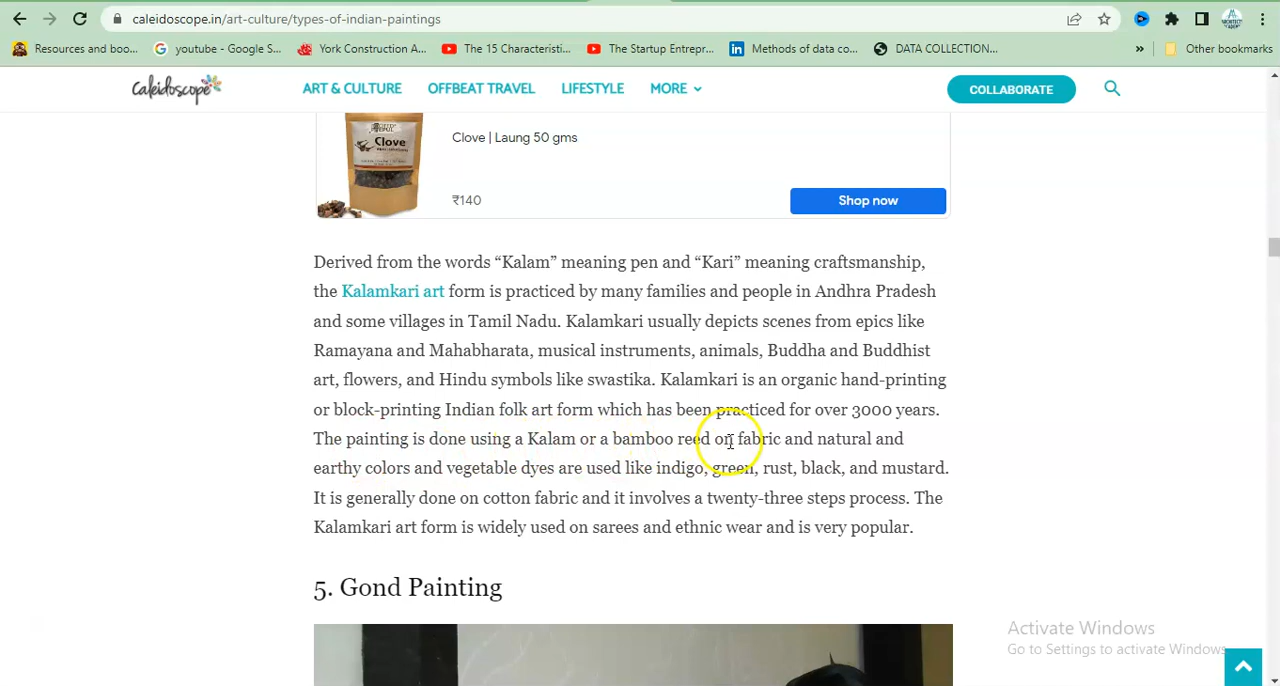 caleidoscope.in/art-culture/types-of-indian-paintings
Resources and boo...
youtube - Google S...
York Construction A...
The 15 Characteristi...
The Startup Entrepr...
Methods of data co...
DATA COLLECTION...
»
Other bookmarks
Caleidoscope
ART & CULTURE
OFFBEAT TRAVEL
LIFESTYLE
MORE
COLLABORATE
Clove
Clove | Laung 50 gms
₹140
Shop now
Derived from the words “Kalam” meaning pen and “Kari” meaning craftsmanship,
the Kalamkari art form is practiced by many families and people in Andhra Pradesh
and some villages in Tamil Nadu. Kalamkari usually depicts scenes from epics like
Ramayana and Mahabharata, musical instruments, animals, Buddha and Buddhist
art, flowers, and Hindu symbols like swastika. Kalamkari is an organic hand-printing
or block-printing Indian folk art form which has been practiced for over 3000 years.
The painting is done using a Kalam or a bamboo reed on fabric and natural and
earthy colors and vegetable dyes are used like indigo, green, rust, black, and mustard.
It is generally done on cotton fabric and it involves a twenty-three steps process. The
Kalamkari art form is widely used on sarees and ethnic wear and is very popular.
5. Gond Painting
Activate Windows
Go to Settings to activate Windows.